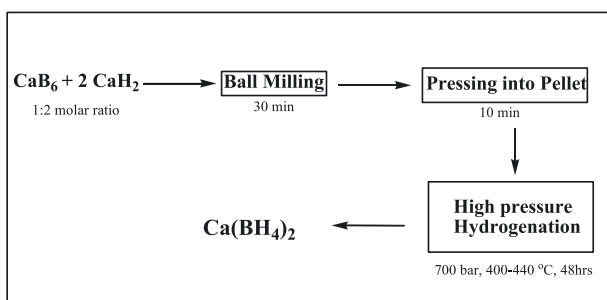 CaB₆ + 2 CaH₂
1:2 molar ratio
Ball Milling
30 min
Pressing into Pellet
10 min
High pressure
Hydrogenation
700 bar, 400-440 °C, 48hrs
Ca(BH₄)₂